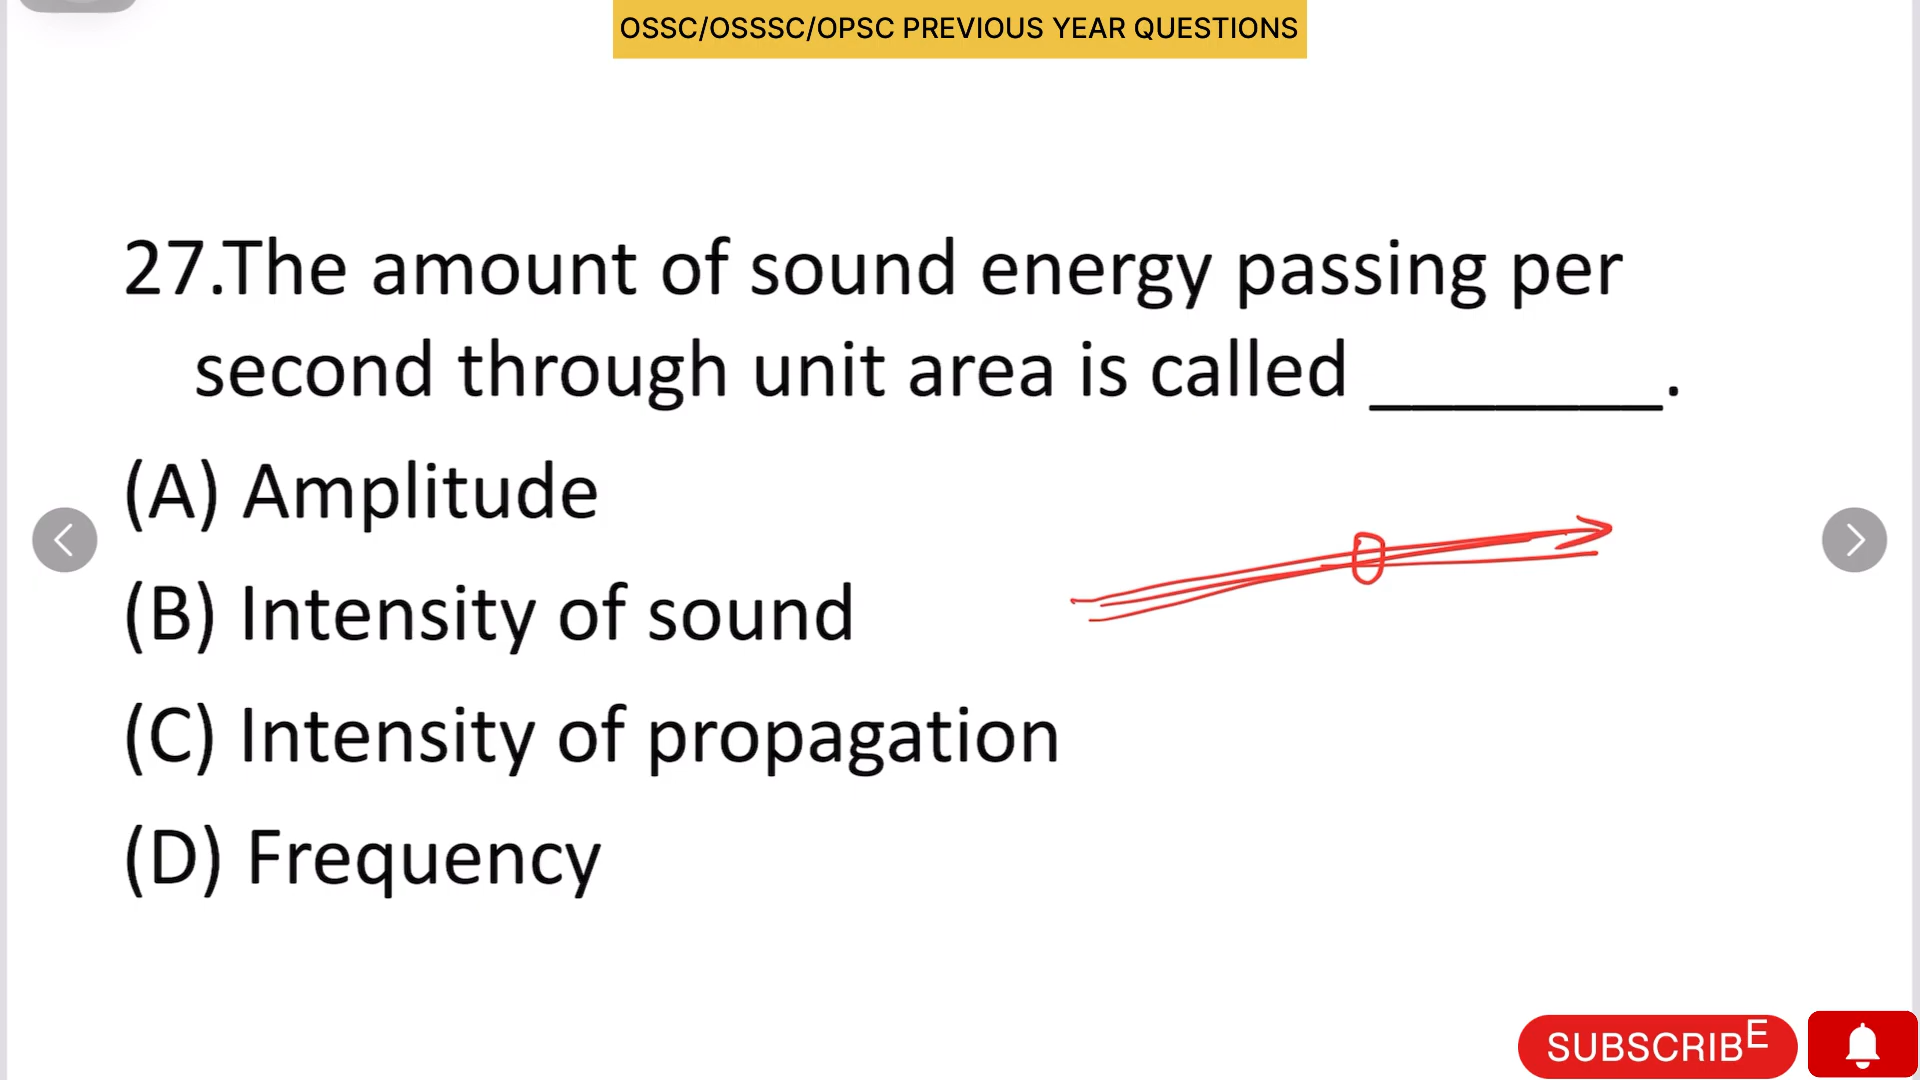 OSSC/OSSSC/OPSC PREVIOUS YEAR QUESTIONS
27.The amount of sound energy passing per
second through unit area is called _______.
(A) Amplitude
(B) Intensity of sound
(C) Intensity of propagation
(D) Frequency
SUBSCRIBE